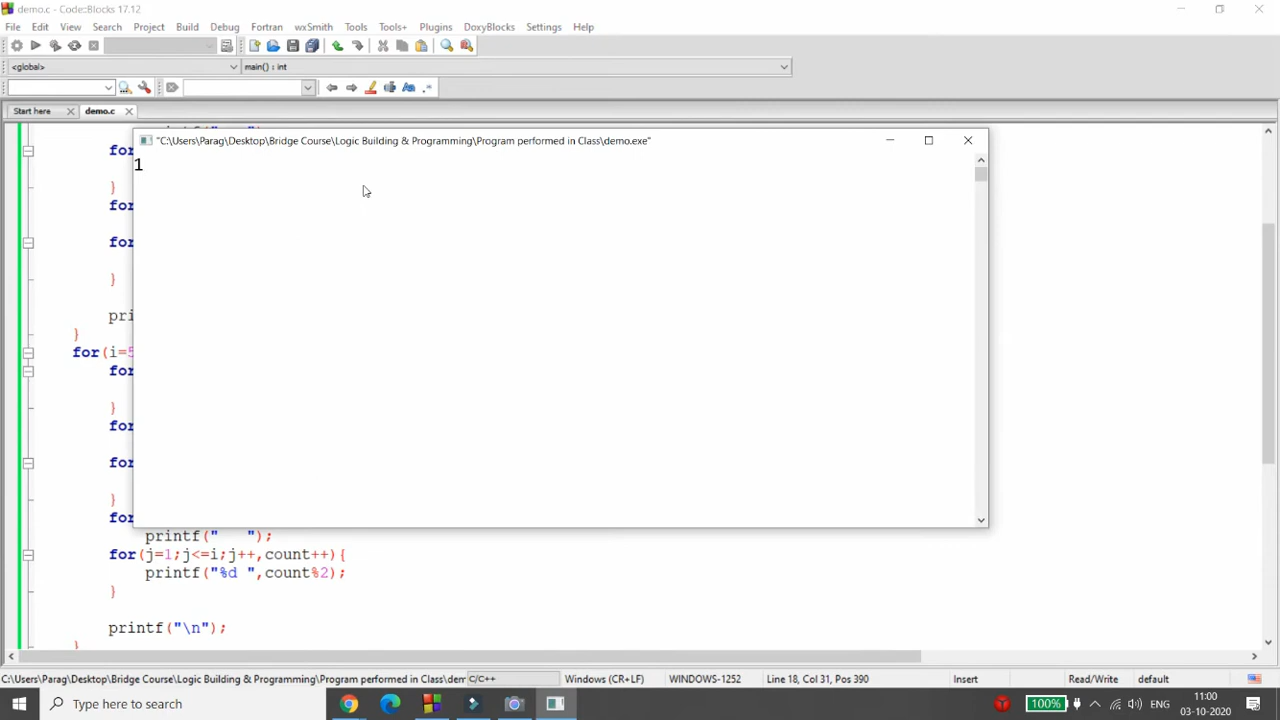 demo.c - Code::Blocks 17.12
File Edit View Search Project Build Debug Fortran wxSmith Tools Tools+ Plugins DoxyBlocks Settings Help
<global> main() : int
Start here demo.c
"C:\Users\Parag\Desktop\Bridge Course\Logic Building & Programming\Program performed in Class\demo.exe"
1
for
}
for
for
}
pri
}
for(i=5
for
}
for
for
}
for
printf("   ");
for(j=1;j<=i;j++,count++){
printf("%d ",count%2);
}
printf("\n");
C:\Users\Parag\Desktop\Bridge Course\Logic Building & Programming\Program performed in Class\dem C/C++ Windows (CR+LF) WINDOWS-1252 Line 18, Col 31, Pos 390 Insert Read/Write default
Type here to search 100% ENG 11:00
03-10-2020